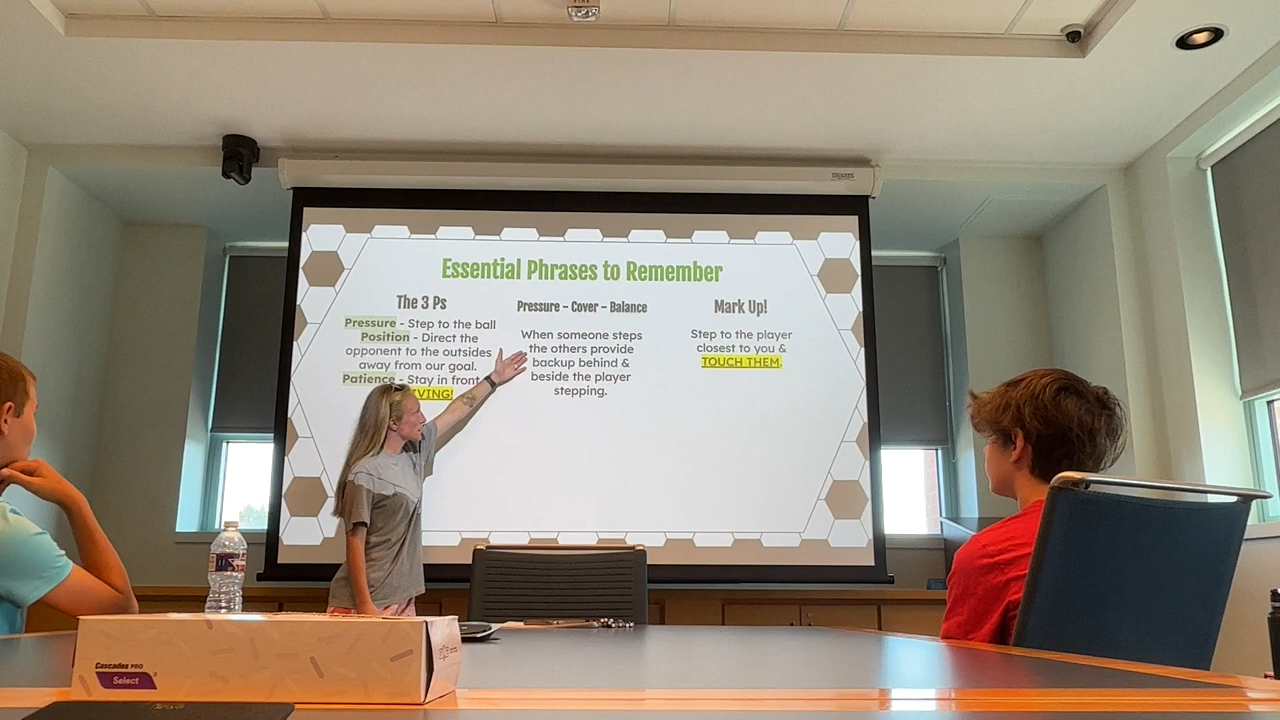 FIRE
Essential Phrases to Remember
The 3 Ps
Pressure - Step to the ball
Position - Direct the
opponent to the outsides
away from our goal.
Patience - Stay in front
VING!
Pressure - Cover - Balance
When someone steps
the others provide
backup behind &
beside the player
stepping.
Mark Up!
Step to the player
closest to you &
TOUCH THEM.
Cascades PRO
Select